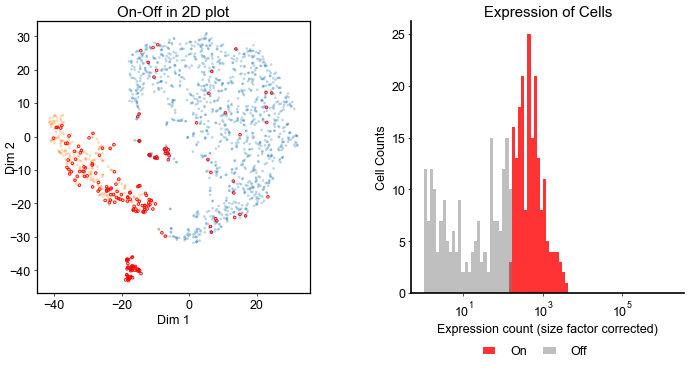 On-Off in 2D plot
Expression of Cells
30
20
10
0
−10
−20
−30
−40
Dim 2
−40
−20
0
20
Dim 1
25
20
15
10
5
0
Cell Counts
10^1
10^3
10^5
Expression count (size factor corrected)
On
Off